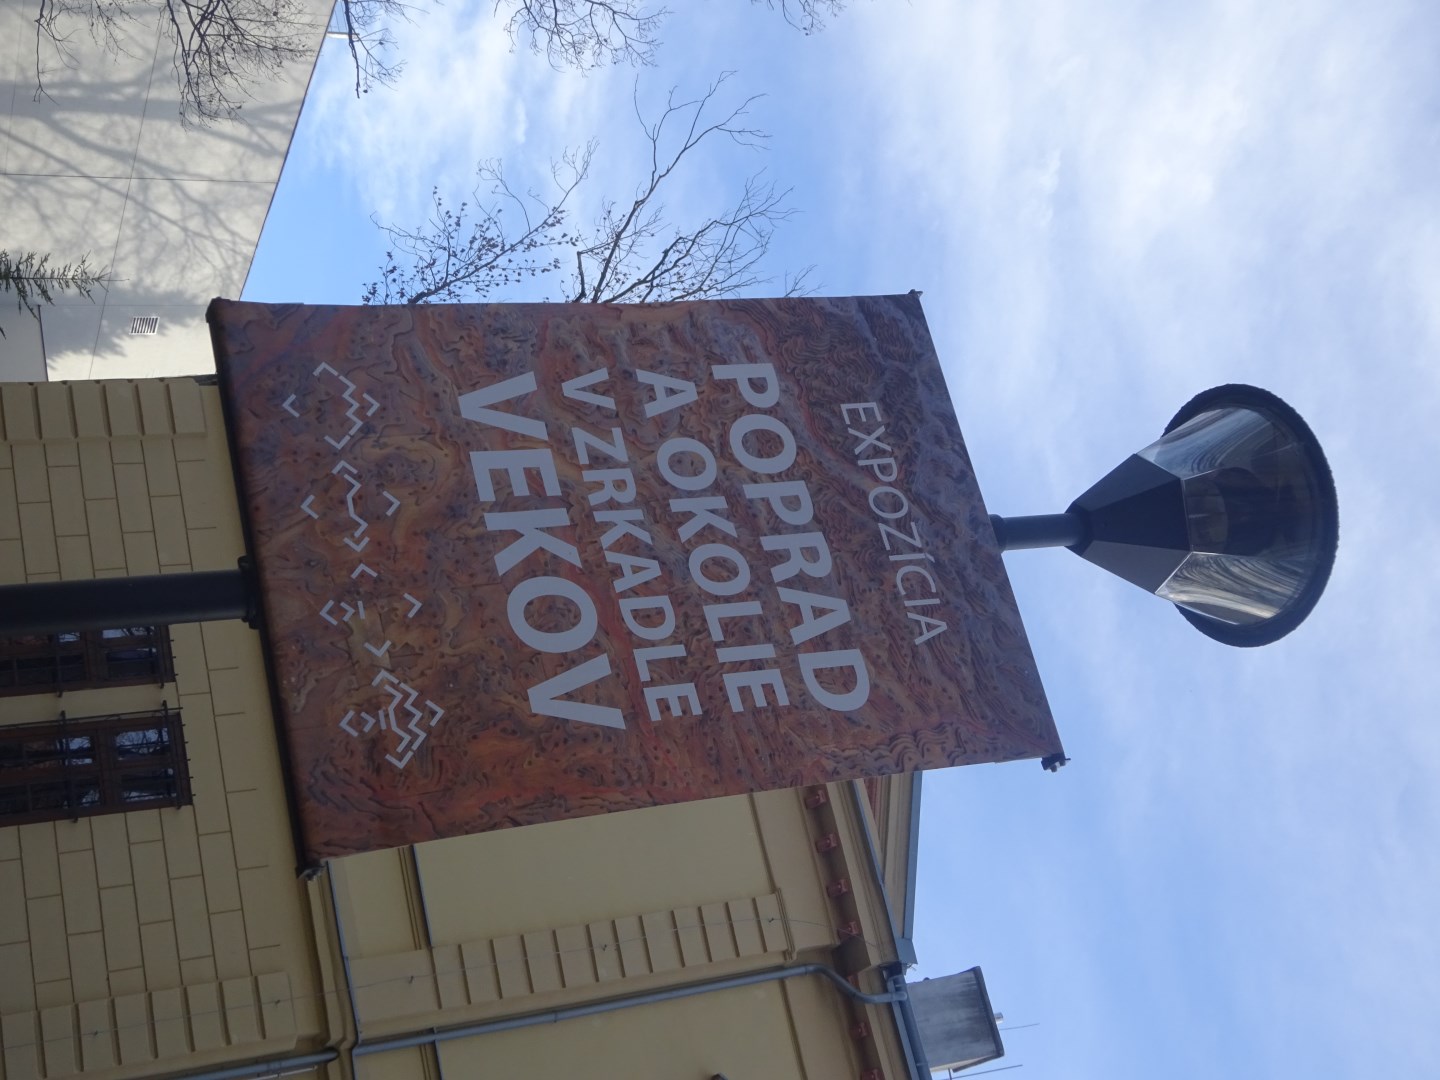 EXPOZÍCIA
POPRAD
A OKOLIE
V ZRKADLE
VEKOV